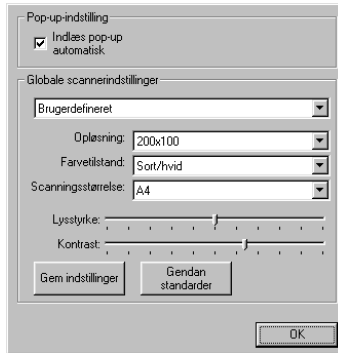 Pop-up-indstilling
Indlæs pop-up
automatisk
Globale scannerindstillinger
Brugerdefineret
Opløsning: 200x100
Farvetilstand: Sort/hvid
Scanningsstørrelse: A4
Lysstyrke:
Kontrast:
Gem indstillinger
Gendan
standarder
OK